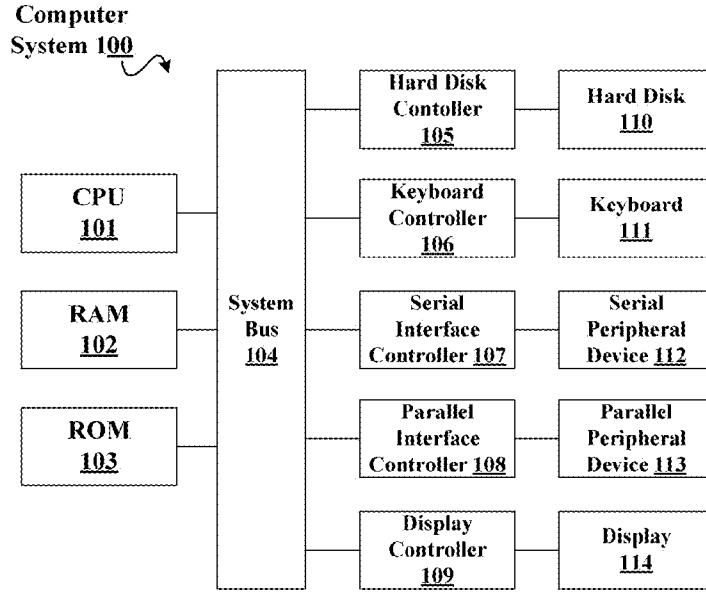 Computer
System 100
CPU
101
RAM
102
ROM
103
System
Bus
104
Hard Disk
Contoller
105
Hard Disk
110
Keyboard
Controller
106
Keyboard
111
Serial
Interface
Controller 107
Serial
Peripheral
Device 112
Parallel
Interface
Controller 108
Parallel
Peripheral
Device 113
Display
Controller
109
Display
114